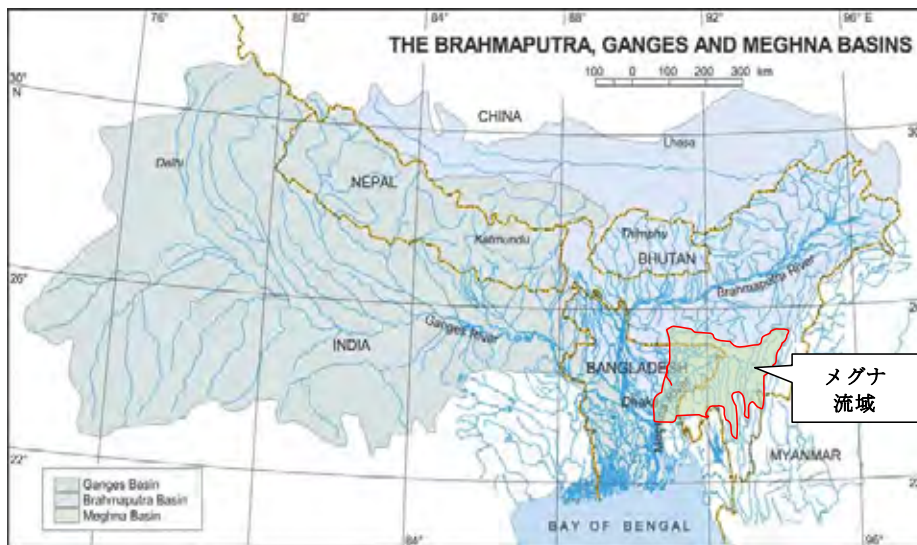 76°
80°
84°
88°
92°
96° E
THE BRAHMAPUTRA, GANGES AND MEGHNA BASINS
100 0 100 200 300 km
30°
N
CHINA
Lhasa
Delhi
NEPAL
Katmundu
Thimphu
BHUTAN
Brahmaputra River
26°
Ganges River
INDIA
BANGLADESH
Dhaka
メグナ
流域
MYANMAR
22°
Ganges Basin
Brahmaputra Basin
Meghna Basin
BAY OF BENGAL
84°
96°